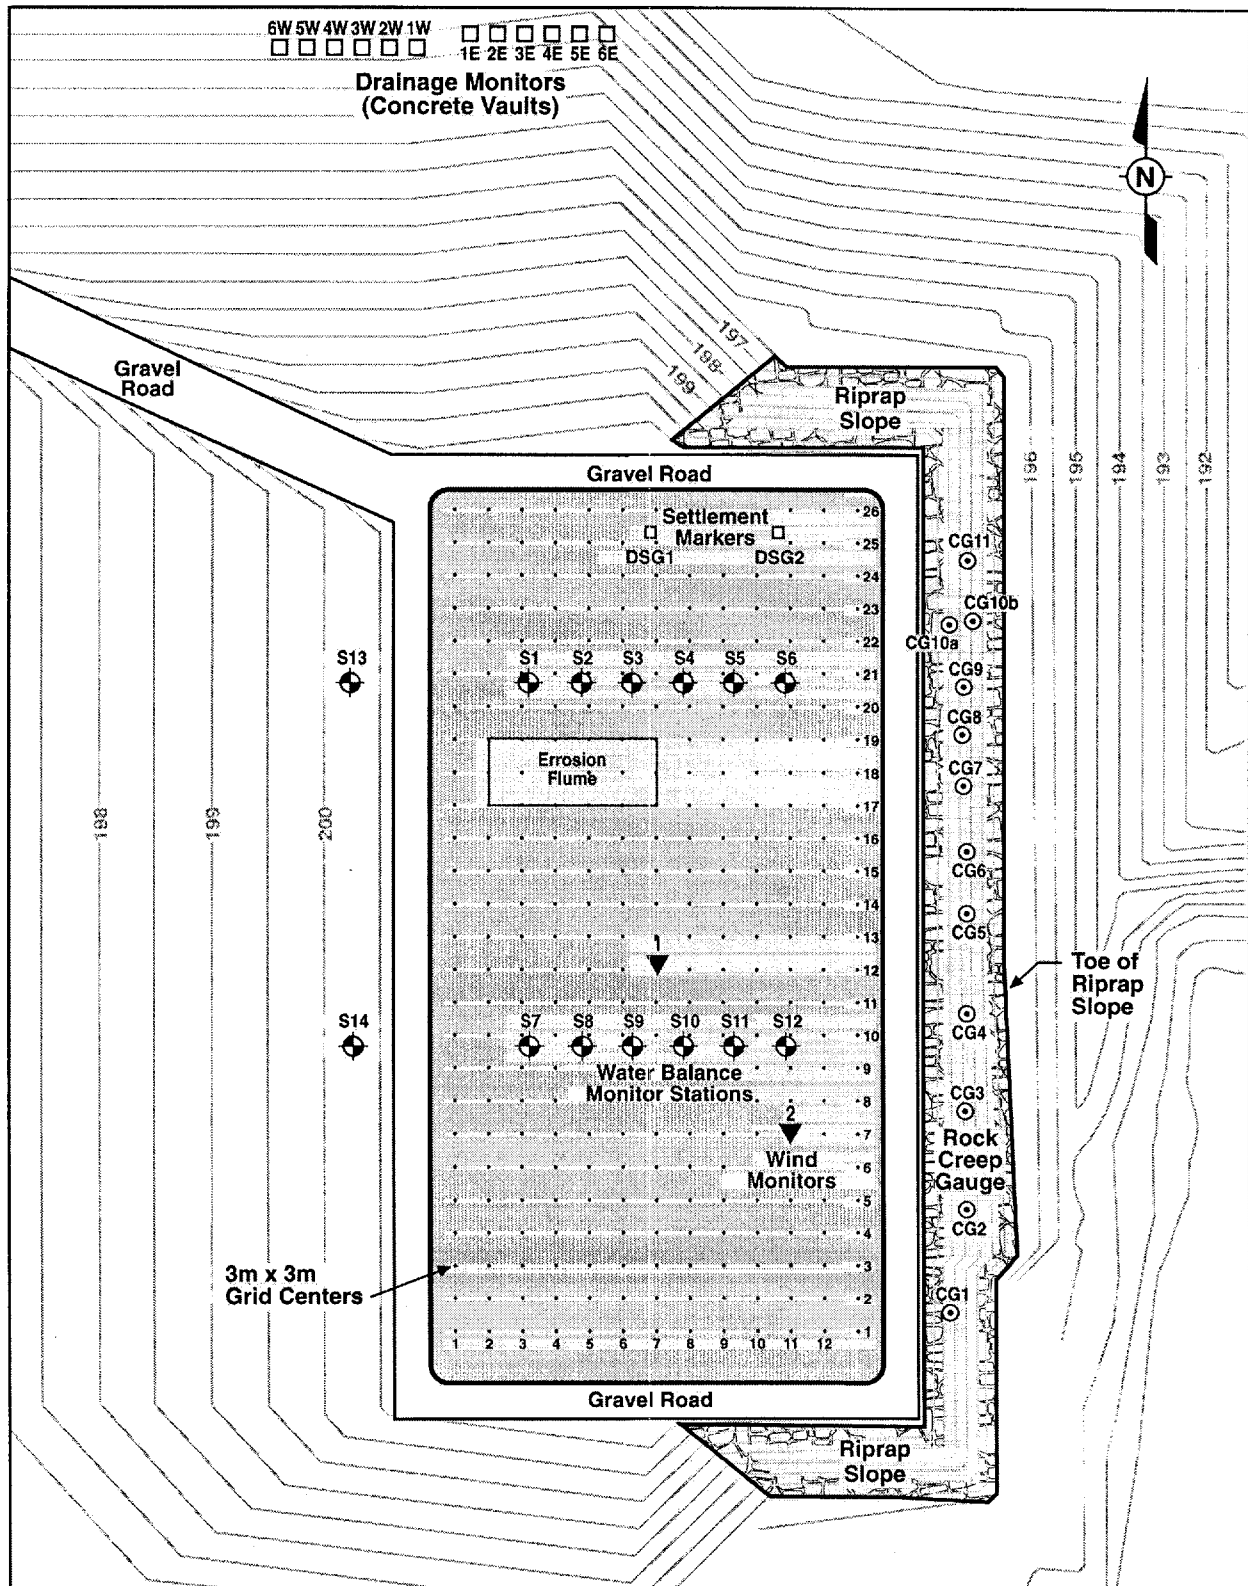 6W 5W 4W 3W 2W 1W
1E 2E 3E 4E 5E 6E
Drainage Monitors
(Concrete Vaults)
N
197
198
199
Gravel
Road
Riprap
Slope
Gravel Road
196
195
194
193
192
Settlement
Markers
DSG1
DSG2
26
25
24
23
22
21
20
19
18
17
16
15
14
13
12
11
10
9
8
7
6
5
4
3
2
1
CG11
CG10b
CG10a
CG9
CG8
CG7
CG6
CG5
CG4
CG3
Rock
Creep
Gauge
CG2
CG1
S13
S1 S2 S3 S4 S5 S6
Errosion
Flume
198
199
200
1
Toe of
Riprap
Slope
S14
S7 S8 S9 S10 S11 S12
Water Balance
Monitor Stations
2
Wind
Monitors
3m x 3m
Grid Centers
1 2 3 4 5 6 7 8 9 10 11 12
Gravel Road
Riprap
Slope